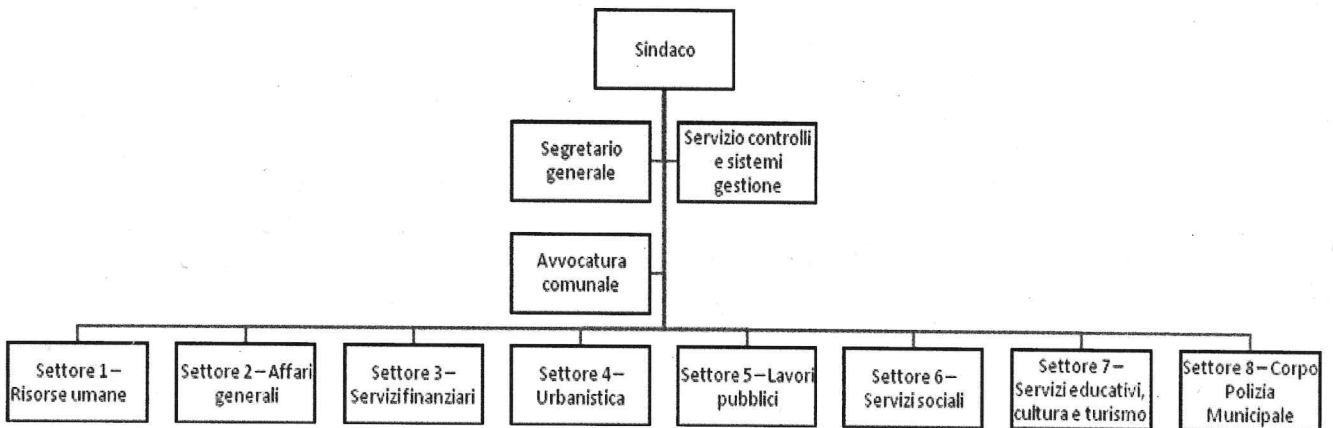 Sindaco
Segretario
generale
Servizio controlli
e sistemi
gestione
Avvocatura
comunale
Settore 1–
Risorse umane
Settore 2–Affari
generali
Settore 3–
Servizi finanziari
Settore 4–
Urbanistica
Settore 5–Lavori
pubblici
Settore 6–
Servizi sociali
Settore 7–
Servizi educativi,
cultura e turismo
Settore 8–Corpo
Polizia
Municipale